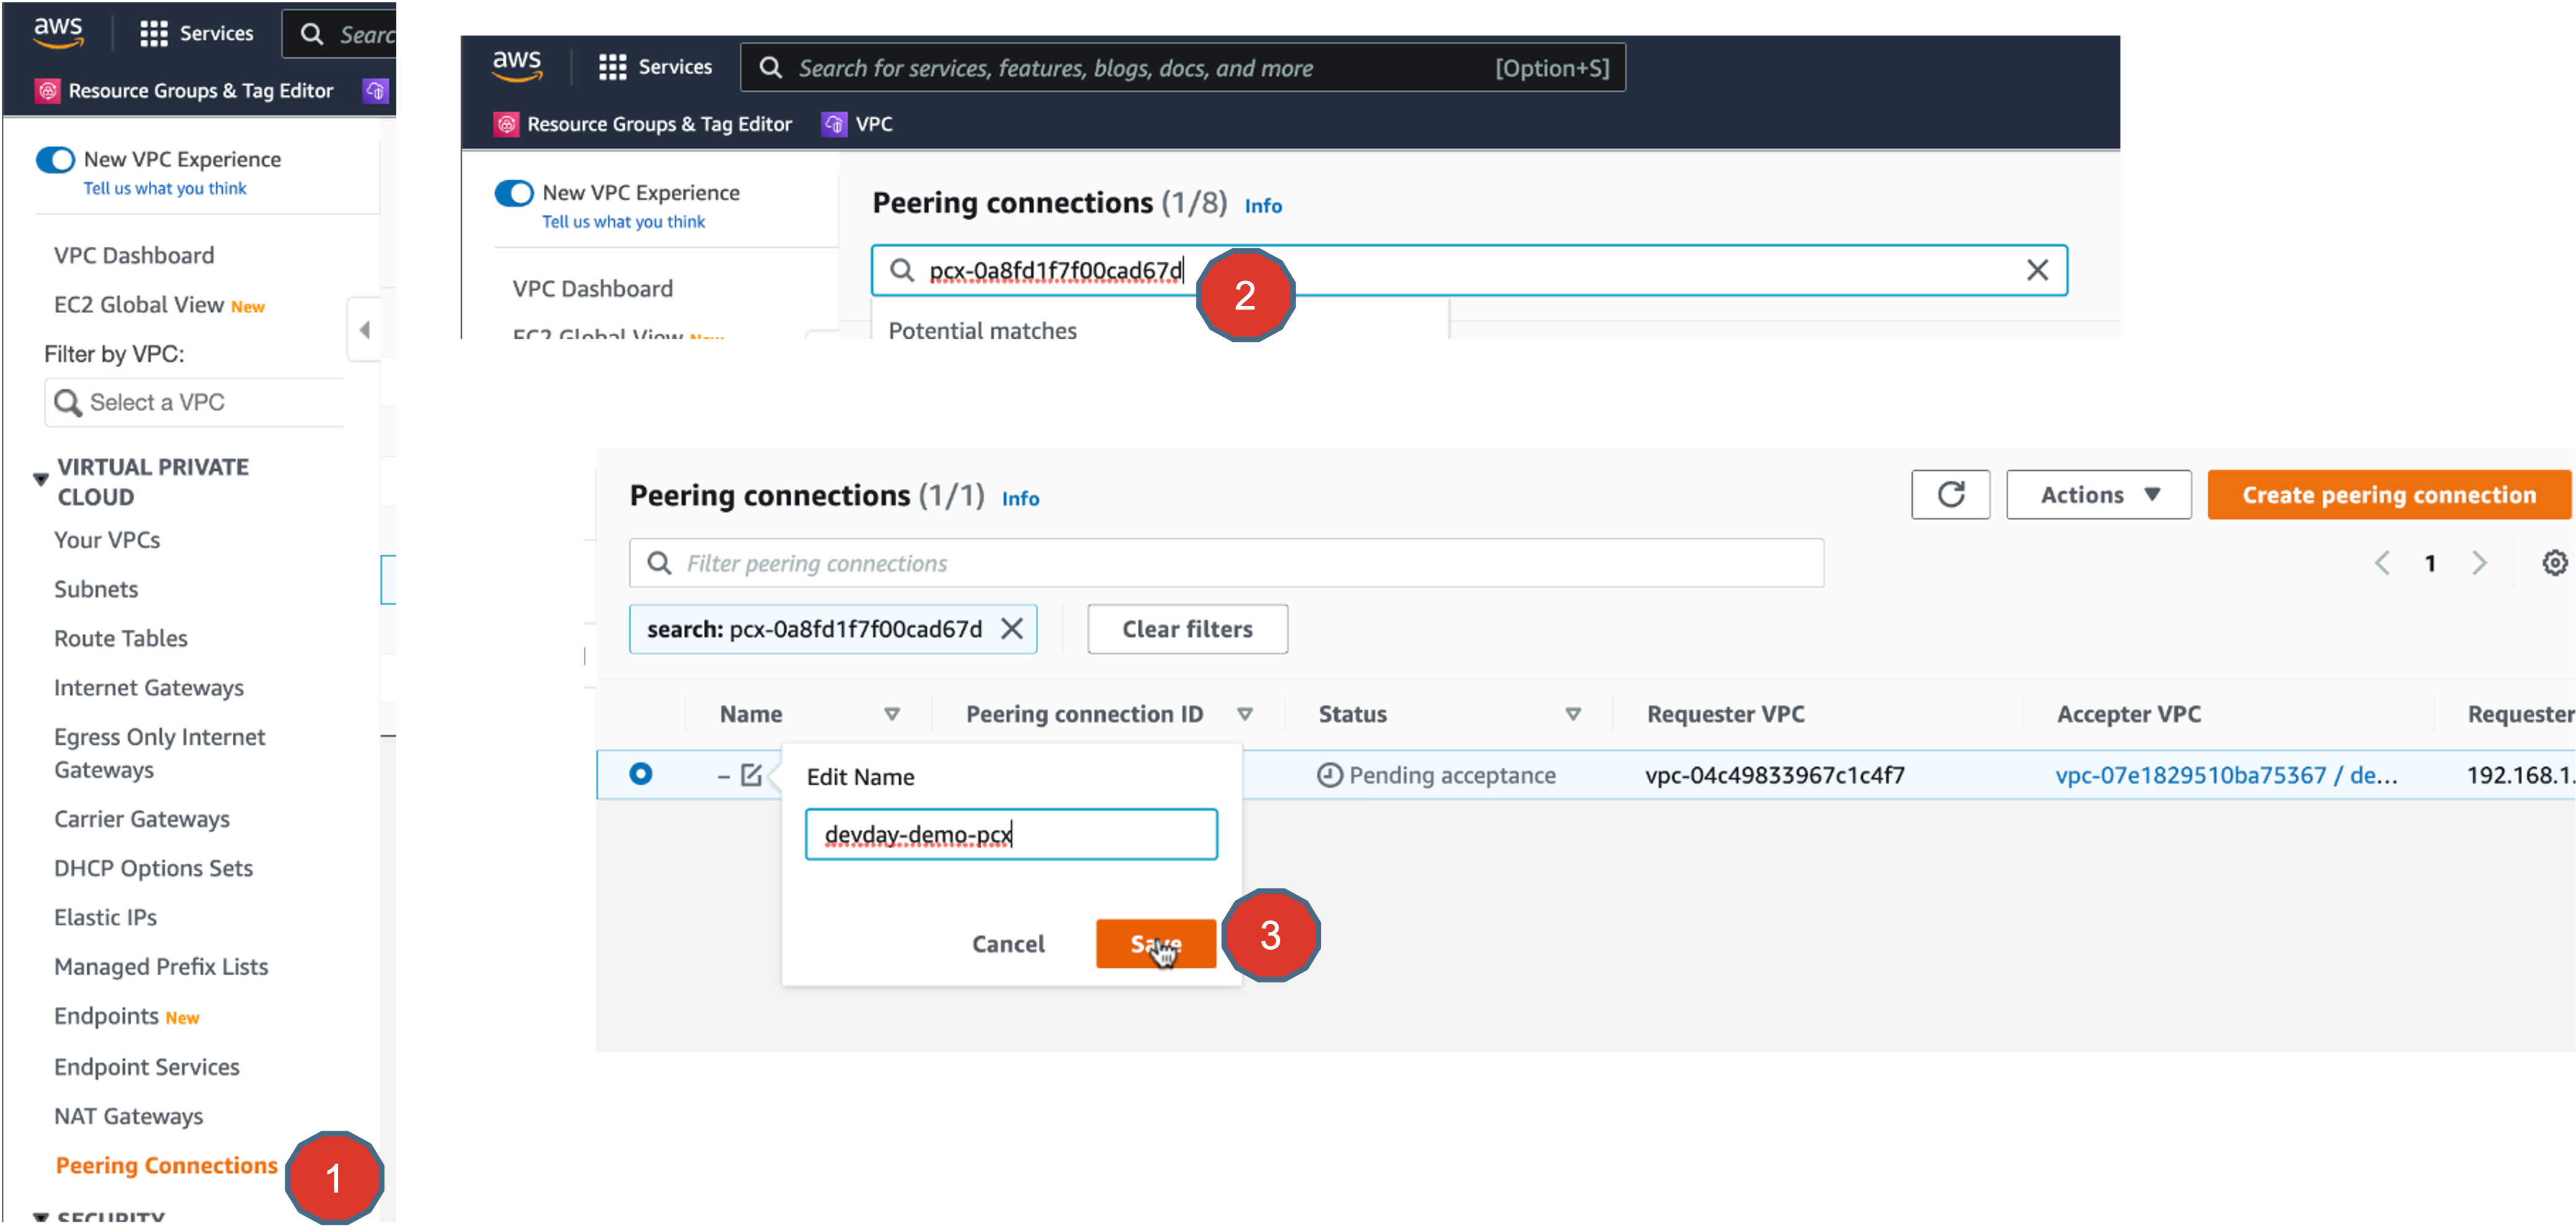 aws
Services
Searc
Resource Groups & Tag Editor
New VPC Experience
Tell us what you think
VPC Dashboard
EC2 Global View New
Filter by VPC:
Select a VPC
VIRTUAL PRIVATE
CLOUD
Your VPCs
Subnets
Route Tables
Internet Gateways
Egress Only Internet
Gateways
Carrier Gateways
DHCP Options Sets
Elastic IPs
Managed Prefix Lists
Endpoints New
Endpoint Services
NAT Gateways
Peering Connections
1
SECURITY
aws
Services
Search for services, features, blogs, docs, and more [Option+S]
Resource Groups & Tag Editor VPC
New VPC Experience
Tell us what you think
VPC Dashboard
EC2 Global View New
Peering connections (1/8) Info
pcx-0a8fd1f7f00cad67d
2
Potential matches
Peering connections (1/1) Info
Actions
Create peering connection
Filter peering connections
1
search: pcx-0a8fd1f7f00cad67d
Clear filters
Name Peering connection ID Status Requester VPC Accepter VPC Requester
– Pending acceptance vpc-04c49833967c1c4f7 vpc-07e1829510ba75367 / de... 192.168.1.
Edit Name
devday-demo-pcx
Cancel Save
3